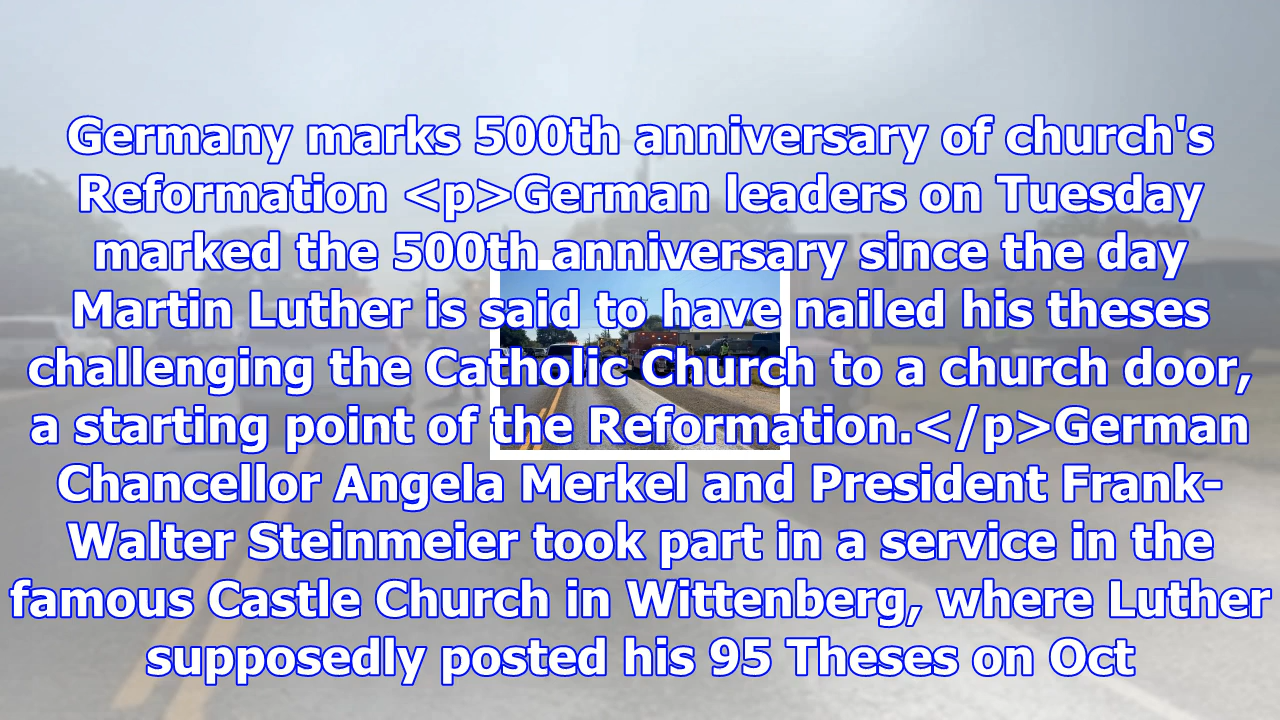 Germany marks 500th anniversary of church's
Reformation <p>German leaders on Tuesday
marked the 500th anniversary since the day
Martin Luther is said to have nailed his theses
challenging the Catholic Church to a church door,
a starting point of the Reformation.</p>German
Chancellor Angela Merkel and President Frank-
Walter Steinmeier took part in a service in the
famous Castle Church in Wittenberg, where Luther
supposedly posted his 95 Theses on Oct